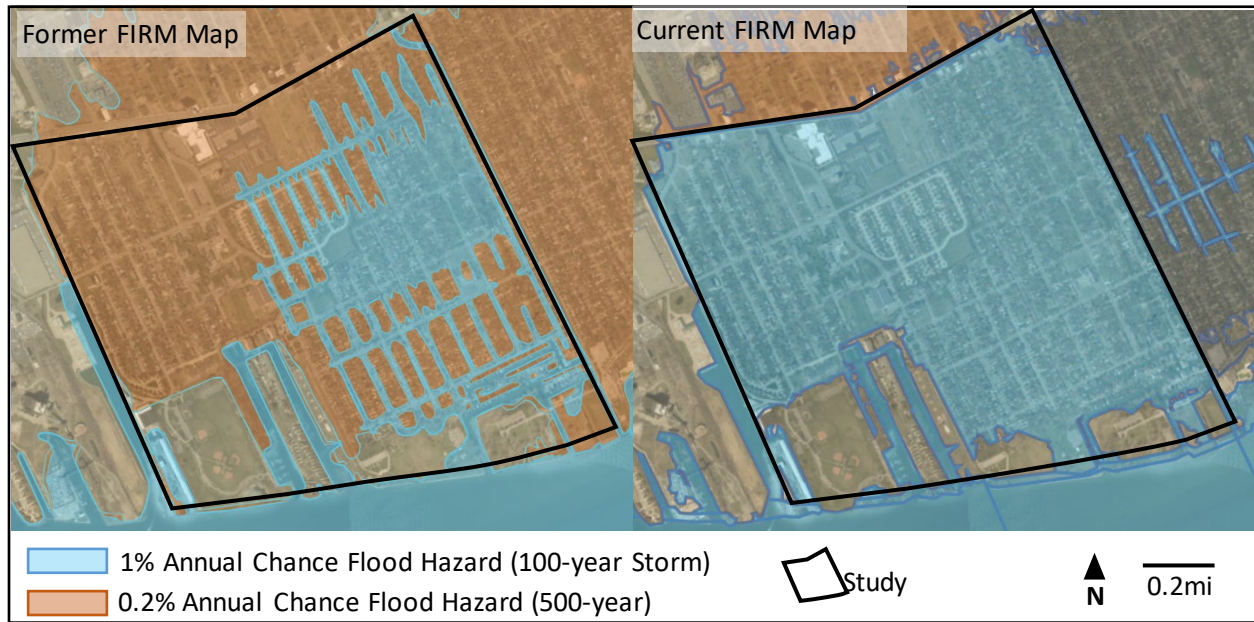 Former FIRM Map
Current FIRM Map
1% Annual Chance Flood Hazard (100-year Storm)
0.2% Annual Chance Flood Hazard (500-year)
Study
N
0.2mi